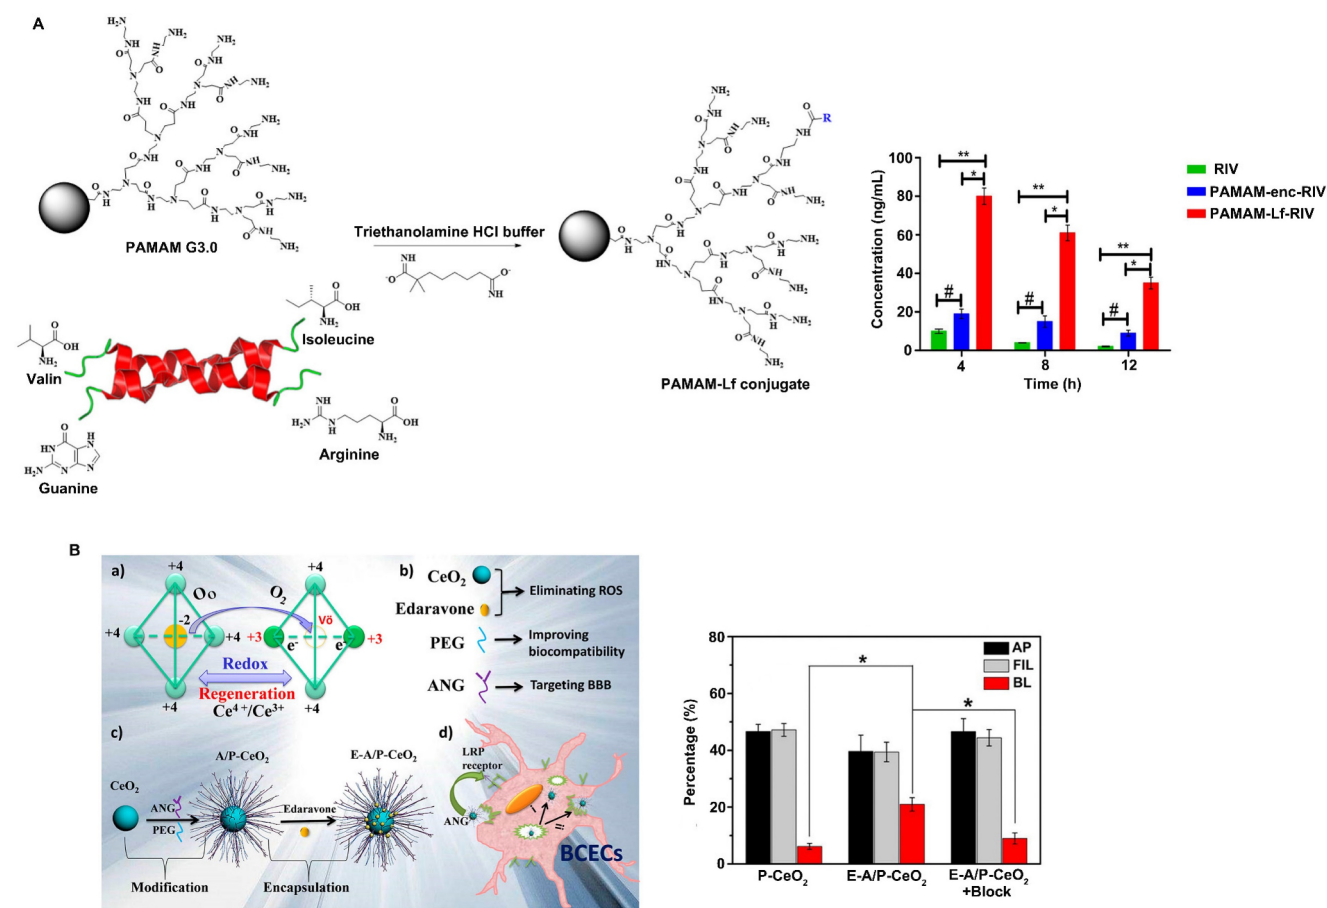 A
PAMAM G3.0
Triethanolamine HCl buffer
PAMAM-Lf conjugate
R
Isoleucine
Valin
Arginine
Guanine
Concentration (ng/mL)
100
80
60
40
20
0
4
8
12
Time (h)
**
*
#
**
*
#
**
*
#
RIV
PAMAM-enc-RIV
PAMAM-Lf-RIV
B
a)
+4
+4
+4
+4
-2
Oo
O2
+4
+3
+3
+4
Vö
e-
e-
Redox
Regeneration
Ce4+/Ce3+
b)
CeO2
Edaravone
Eliminating ROS
PEG
Improving
biocompatibility
ANG
Targeting BBB
c)
CeO2
ANG
PEG
A/P-CeO2
Edaravone
E-A/P-CeO2
Modification
Encapsulation
d)
LRP
receptor
ANG
BCECs
Percentage (%)
80
60
40
20
0
*
*
AP
FIL
BL
P-CeO2
E-A/P-CeO2
E-A/P-CeO2
+Block